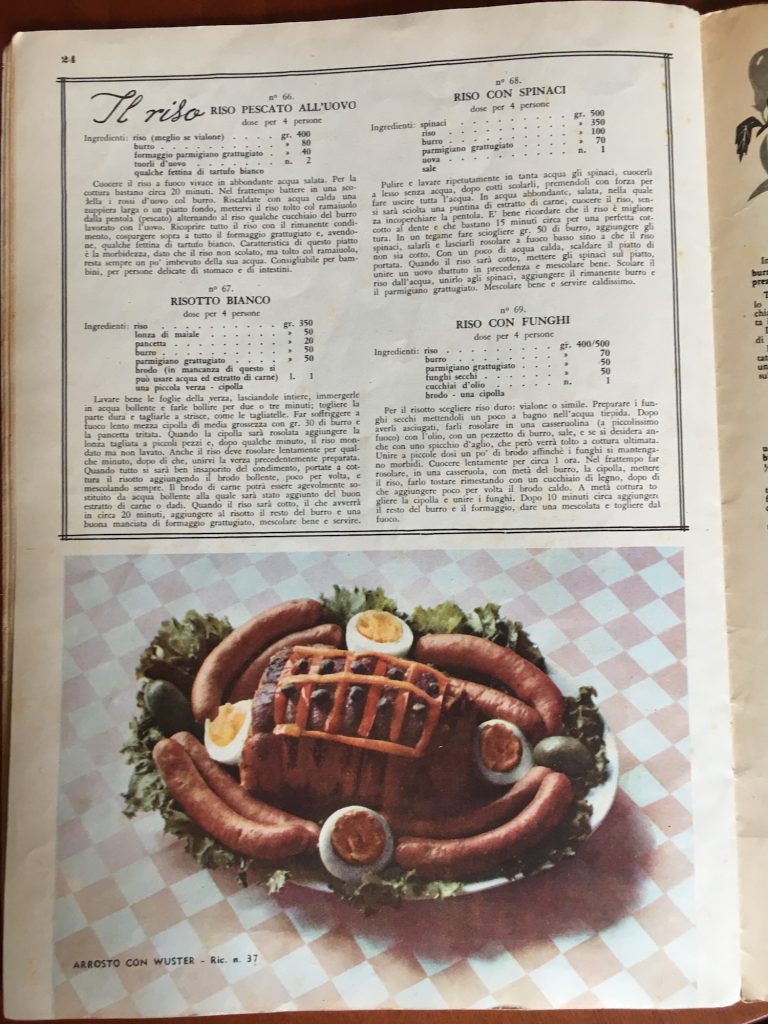 24
Il riso
nº 66.
RISO PESCATO ALL'UOVO
dose per 4 persone
Ingredienti: riso (meglio se vialone) . . . . . gr. 400
burro . . . . . . . . . . . » 80
formaggio parmigiano grattugiato . » 40
tuorli d'uovo . . . . . . . . n. 2
qualche fettina di tartufo bianco
Cuocere il riso a fuoco vivace in abbondante acqua salata. Per la
cottura bastano circa 20 minuti. Nel frattempo battere in una sco-
della i rossi d'uovo col burro. Riscaldate con acqua calda una
zuppiera larga o un piatto fondo, mettervi il riso tolto col ramaiuolo
dalla pentola (pescato) alternando al riso qualche cucchiaio del burro
lavorato con l'uovo. Ricoprire tutto il riso con il rimanente condi-
mento, cospargere sopra a tutto il formaggio grattugiato e, avendo-
ne, qualche fettina di tartufo bianco. Caratteristica di questo piatto
è la morbidezza, dato che il riso non scolato, ma tolto col ramaiuolo,
resta sempre un po' imbevuto della sua acqua. Consigliabile per bam-
bini, per persone delicate di stomaco e di intestini.
nº 67.
RISOTTO BIANCO
dose per 4 persone
Ingredienti: riso . . . . . . . . . . . gr. 350
lonza di maiale . . . . . . . . » 50
pancetta . . . . . . . . . . » 20
burro . . . . . . . . . . . » 50
parmigiano grattugiato . . . . . » 50
brodo (in mancanza di questo si
può usare acqua ed estratto di carne) l. 1
una piccola verza - cipolla
Lavare bene le foglie della verza, lasciandole intiere, immergerle
in acqua bollente e farle bollire per due o tre minuti; togliere la
parte dura e tagliarle a strisce, come le tagliatelle. Far soffriggere a
fuoco lento mezza cipolla di media grossezza con gr. 30 di burro e
la pancetta tritata. Quando la cipolla sarà rosolata aggiungere la
lonza tagliata a piccoli pezzi e, dopo qualche minuto, il riso mon-
dato ma non lavato. Anche il riso deve rosolare lentamente per qual-
che minuto, dopo di che, unirvi la verza precedentemente preparata.
Quando tutto si sarà ben insaporito del condimento, portate a cot-
tura il risotto aggiungendo il brodo bollente, poco per volta, e
mescolando sempre. Il brodo di carne potrà essere agevolmente so-
stituito da acqua bollente alla quale sarà stato aggiunto del buon
estratto di carne o dadi. Quando il riso sarà cotto, il che avverrà
in circa 20 minuti, aggiungere al risotto il resto del burro e una
buona manciata di formaggio grattugiato, mescolare bene e servire.
nº 68.
RISO CON SPINACI
dose per 4 persone
Ingredienti: spinaci . . . . . . . . . . gr. 500
riso . . . . . . . . . . . » 350
burro . . . . . . . . . . . » 100
parmigiano grattugiato . . . . . » 70
uova . . . . . . . . . . . n. 1
sale
Pulire e lavare ripetutamente in tanta acqua gli spinaci, cuocerli
a lesso senza acqua, dopo cotti scolarli, premendoli con forza per
fare uscire tutta l'acqua. In acqua abbondante, salata, nella quale
si sarà sciolta una puntina di estratto di carne, cuocere il riso, sen-
za incoperchiare la pentola. E' bene ricordare che il riso è migliore
cotto al dente e che bastano 15 minuti circa per una perfetta cot-
tura. In un tegame fare sciogliere gr. 50 di burro, aggiungere gli
spinaci, salarli e lasciarli rosolare a fuoco basso sino a che il riso
non sia cotto. Con un poco di acqua calda, scaldare il piatto di
portata. Quando il riso sarà cotto, mettere gli spinaci sul piatto,
unire un uovo sbattuto in precedenza e mescolare bene. Scolare il
riso dall'acqua, unirlo agli spinaci, aggiungere il rimanente burro e
il parmigiano grattugiato. Mescolare bene e servire caldissimo.
nº 69.
RISO CON FUNGHI
dose per 4 persone
Ingredienti: riso . . . . . . . . . . . gr. 400/500
burro . . . . . . . . . . . » 70
parmigiano grattugiato . . . . » 50
funghi secchi . . . . . . . . » 50
cucchiai d'olio . . . . . . . . n. 1
brodo - una cipolla
Per il risotto scegliere riso duro: vialone o simile. Preparare i fun-
ghi secchi mettendoli un poco a bagno nell'acqua tiepida. Dopo
averli asciugati, farli rosolare in una casseruolina (a piccolissimo
fuoco) con l'olio, con un pezzetto di burro, sale, e se si desidera an-
che con uno spicchio d'aglio, che però verrà tolto a cottura ultimata.
Unire a piccole dosi un po' di brodo affinchè i funghi si mantenga-
no morbidi. Cuocere lentamente per circa 1 ora. Nel frattempo far
rosolare, in una casseruola, con metà del burro, la cipolla, mettere
il riso, farlo tostare rimestando con un cucchiaio di legno, dopo di
che aggiungere poco per volta il brodo caldo. A metà cottura to-
gliere la cipolla e unire i funghi. Dopo 10 minuti circa aggiungere
il resto del burro e il formaggio, dare una mescolata e togliere dal
fuoco.
ARROSTO CON WUSTER - Ric. n. 37